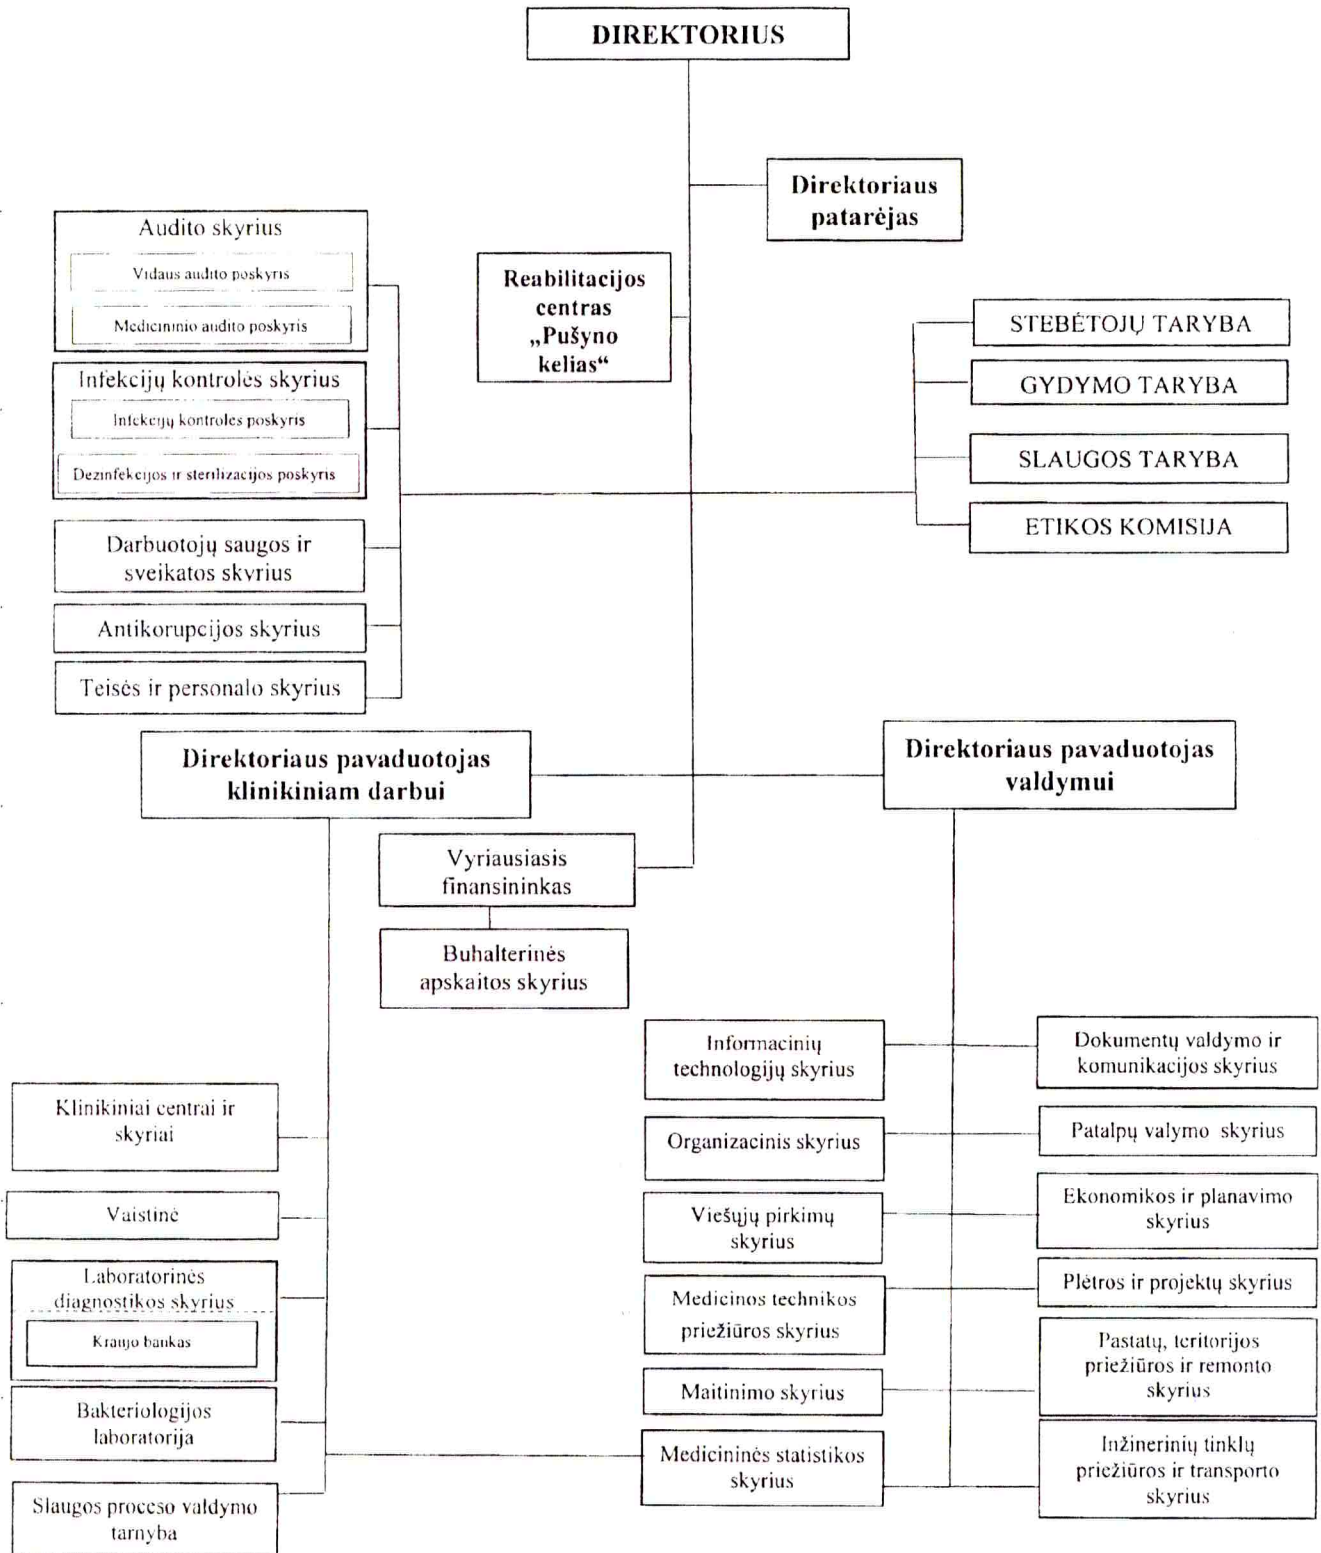 DIREKTORIUS
Direktoriaus
patarėjas
Audito skyrius
Vidaus audito poskyris
Medicininio audito poskyris
Reabilitacijos
centras
„Pušyno
kelias“
STEBĖTOJŲ TARYBA
GYDYMO TARYBA
SLAUGOS TARYBA
ETIKOS KOMISIJA
Infekcijų kontrolės skyrius
Infekcijų kontrolės poskyris
Dezinfekcijos ir sterilizacijos poskyris
Darbuotojų saugos ir
sveikatos skyrius
Antikorupcijos skyrius
Teisės ir personalo skyrius
Direktoriaus pavaduotojas
klinikiniam darbui
Direktoriaus pavaduotojas
valdymui
Vyriausiasis
finansininkas
Buhalterinės
apskaitos skyrius
Klinikiniai centrai ir
skyriai
Vaistinė
Laboratorinės
diagnostikos skyrius
Kraujo bankas
Bakteriologijos
laboratorija
Slaugos proceso valdymo
tarnyba
Informacinių
technologijų skyrius
Organizacinis skyrius
Viešųjų pirkimų
skyrius
Medicinos technikos
priežiūros skyrius
Maitinimo skyrius
Medicininės statistikos
skyrius
Dokumentų valdymo ir
komunikacijos skyrius
Patalpų valymo skyrius
Ekonomikos ir planavimo
skyrius
Plėtros ir projektų skyrius
Pastatų, teritorijos
priežiūros ir remonto
skyrius
Inžinerinių tinklų
priežiūros ir transporto
skyrius